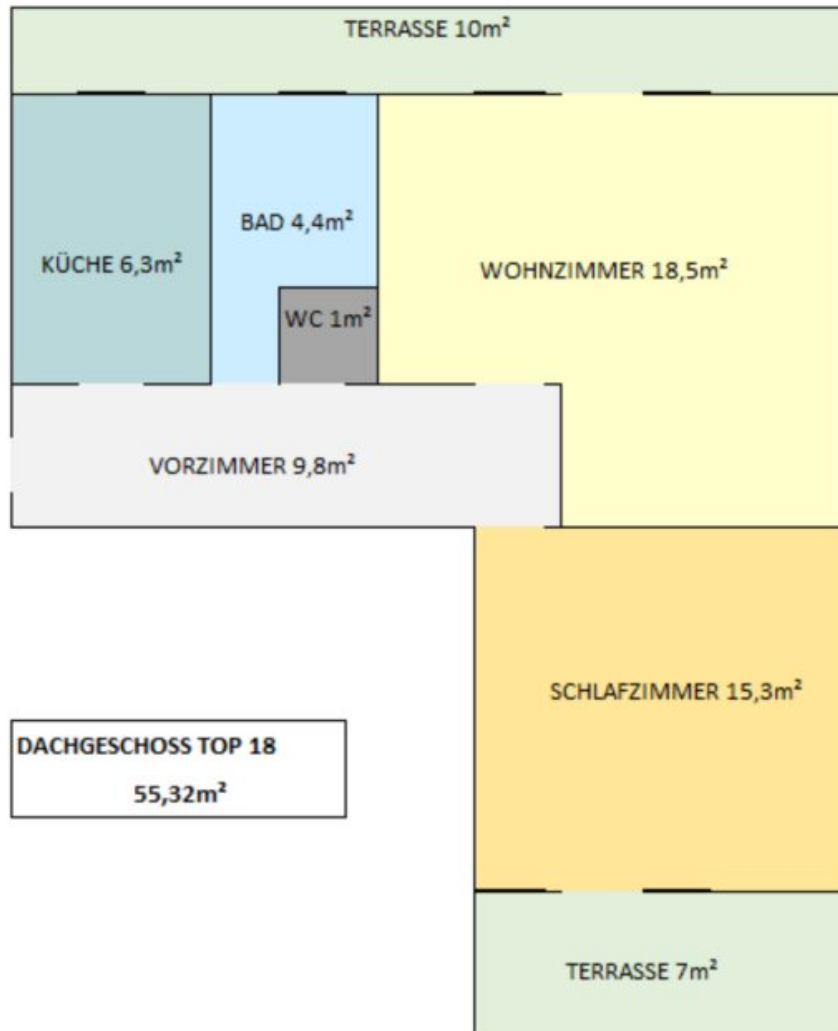 TERRASSE 10m²
BAD 4,4m²
KÜCHE 6,3m²
WOHNZIMMER 18,5m²
WC 1m²
VORZIMMER 9,8m²
SCHLAFZIMMER 15,3m²
DACHGESCHOSS TOP 18
55,32m²
TERRASSE 7m²